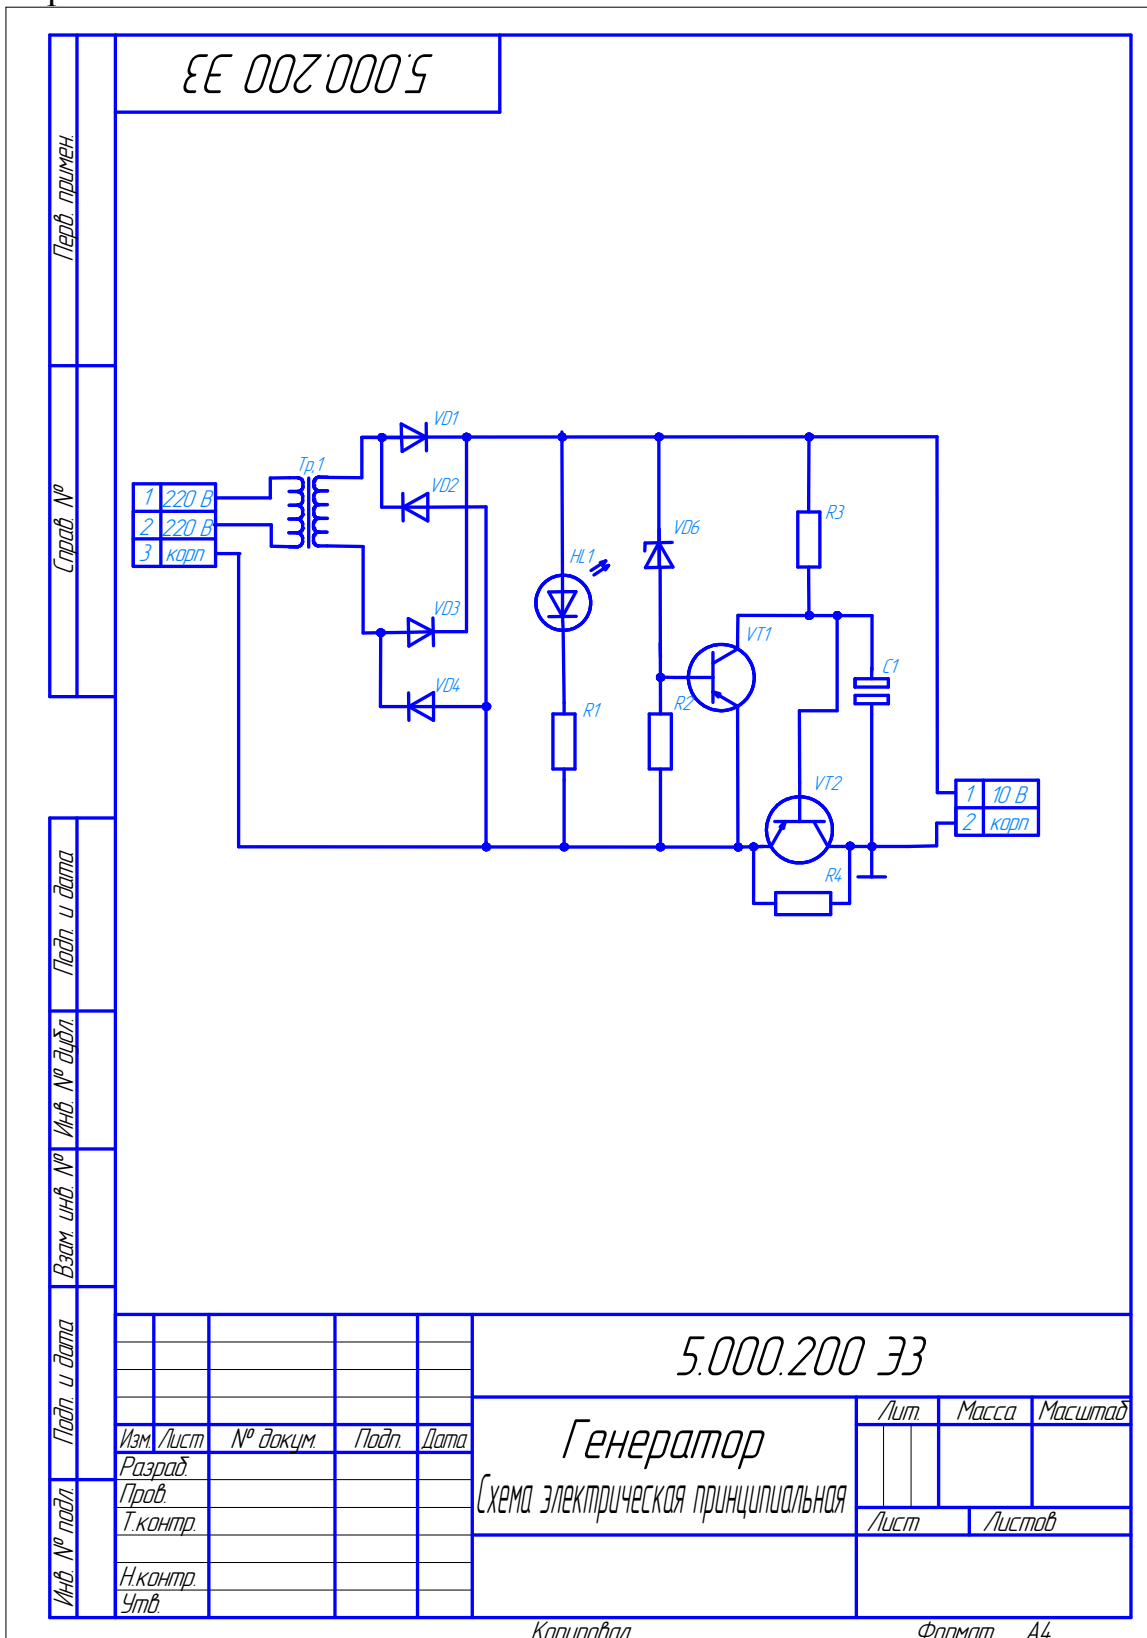 5.000.200 ЭЗ
Перв. примен.
Справ. №
Подп. и дата
Инв. № дубл.
Взам. инв. №
Подп. и дата
Инв. № подл.
Тр,1
VD1
VD2
VD3
VD4
1 220 В
2 220 В
3 корп
HL1
R1
VD6
R2
VT1
R3
C1
VT2
R4
1 10 В
2 корп
5.000.200 ЭЗ
Изм. Лист № докум. Подп. Дата
Разраб.
Пров.
Т.контр.
Н.контр.
Утв.
Генератор
Схема электрическая принципиальная
Лит. Масса Масштаб
Лист Листов
Копировал Формат А4